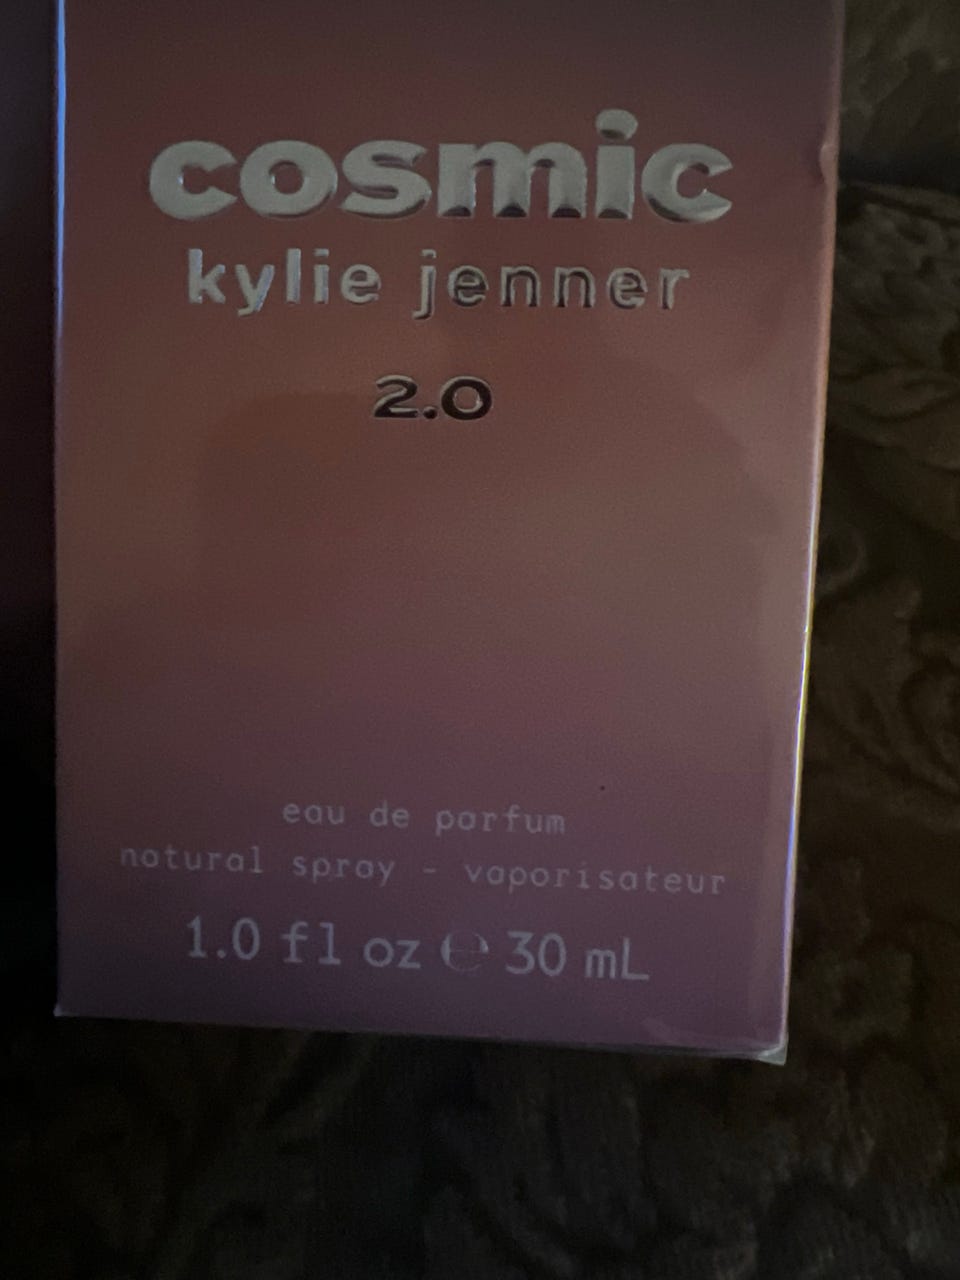 cosmic
kylie jenner
2.0
eau de parfum
natural spray - vaporisateur
1.0 fl oz ℮ 30 mL